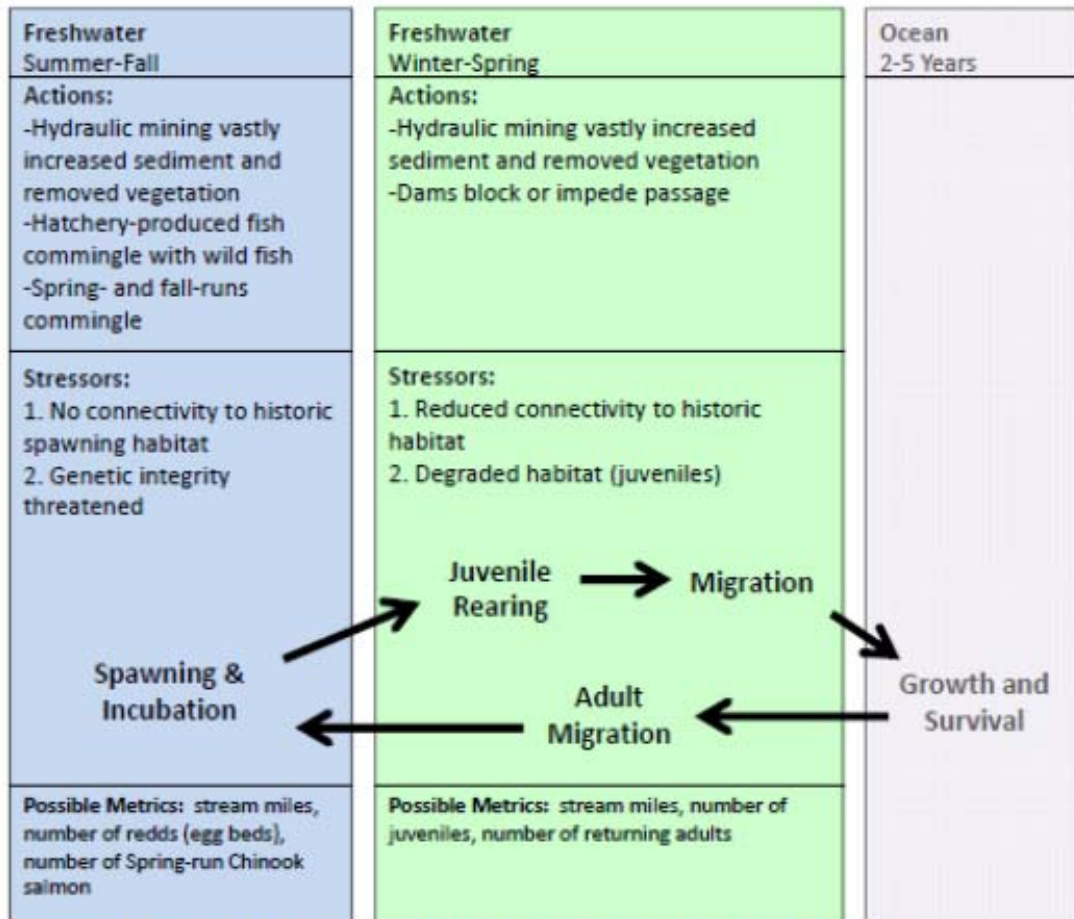 Freshwater
Summer-Fall
Actions:
-Hydraulic mining vastly
increased sediment and
removed vegetation
-Hatchery-produced fish
commingle with wild fish
-Spring- and fall-runs
commingle
Stressors:
1. No connectivity to historic
spawning habitat
2. Genetic integrity
threatened
Spawning &
Incubation
Possible Metrics: stream miles,
number of redds (egg beds),
number of Spring-run Chinook
salmon
Freshwater
Winter-Spring
Actions:
-Hydraulic mining vastly increased
sediment and removed vegetation
-Dams block or impede passage
Stressors:
1. Reduced connectivity to historic
habitat
2. Degraded habitat (juveniles)
Juvenile
Rearing
Migration
Adult
Migration
Possible Metrics: stream miles, number of
juveniles, number of returning adults
Ocean
2-5 Years
Growth and
Survival